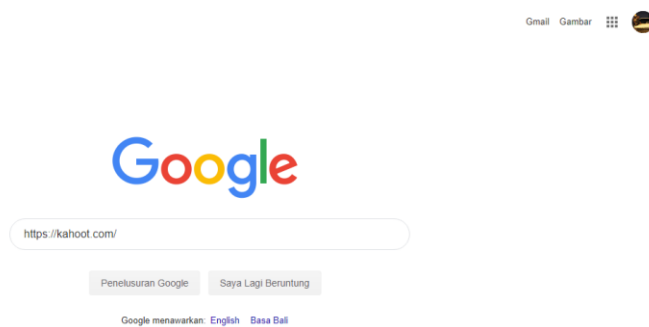 Gmail Gambar
Google
https://kahoot.com/
Penelusuran Google Saya Lagi Beruntung
Google menawarkan: English Basa Bali